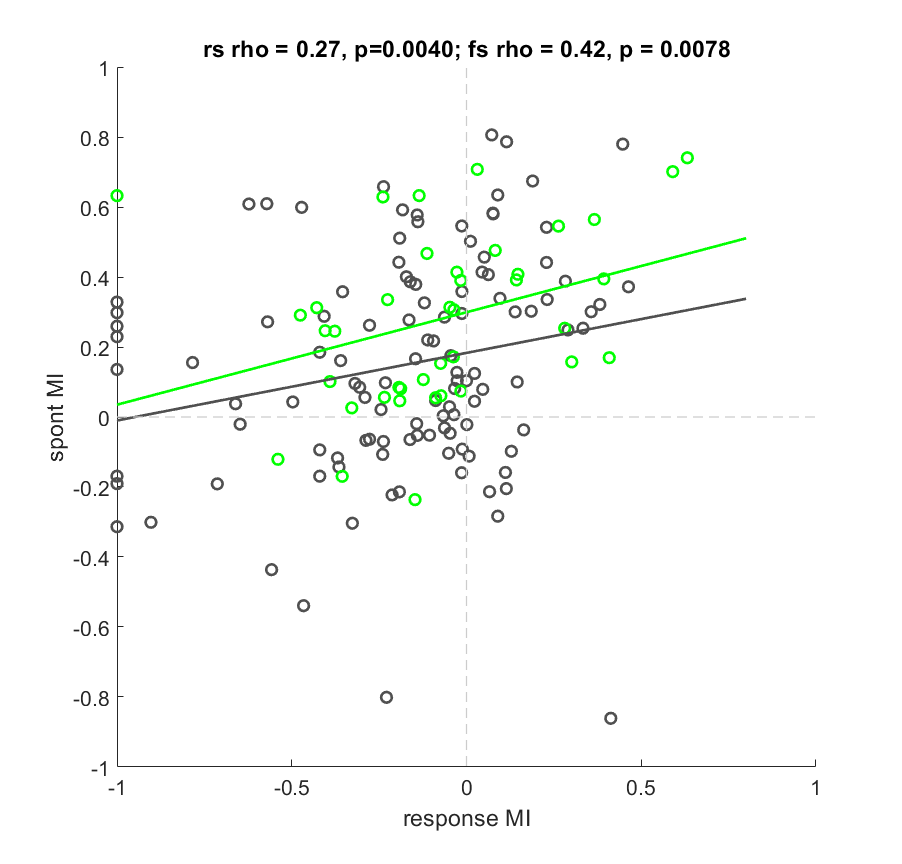 rs rho = 0.27, p=0.0040; fs rho = 0.42, p = 0.0078
1
0.8
0.6
0.4
0.2
0
-0.2
-0.4
-0.6
-0.8
-1
spont MI
-1 -0.5 0 0.5 1
response MI